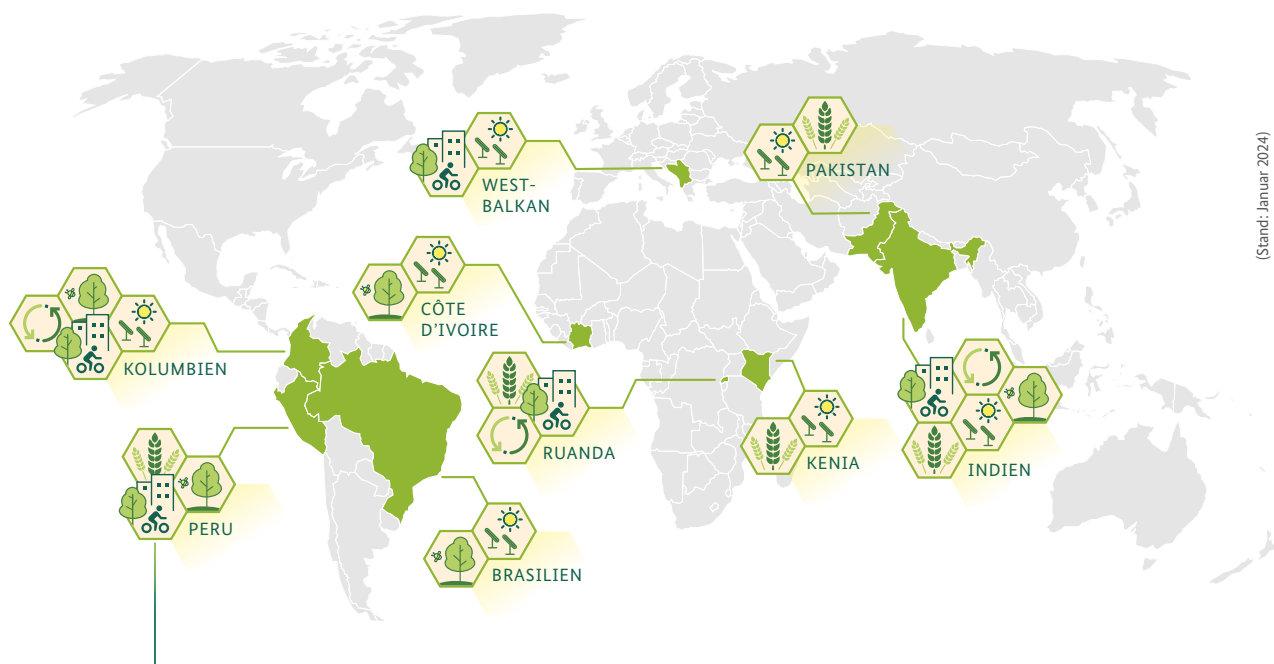 PAKISTAN
WEST-
BALKAN
(Stand: Januar 2024)
CÔTE
D'IVOIRE
KOLUMBIEN
RUANDA
KENIA
INDIEN
PERU
BRASILIEN